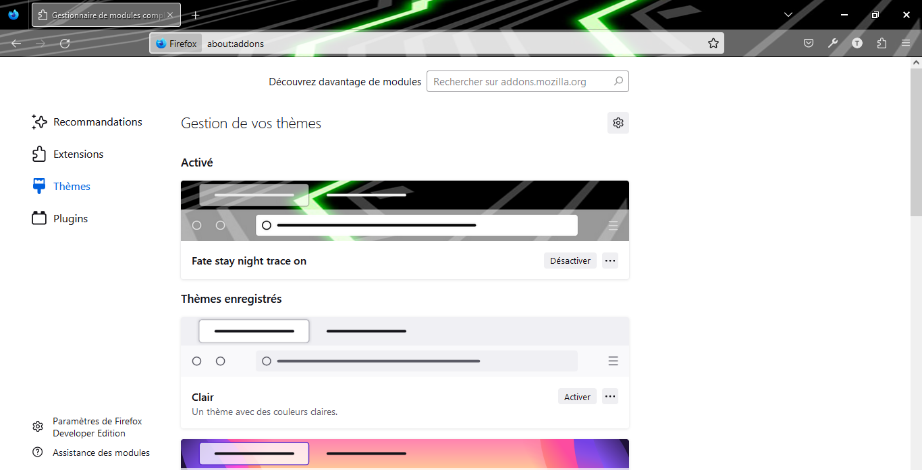 Gestionnaire de modules comp
Firefox
about:addons
T
Découvrez davantage de modules
Rechercher sur addons.mozilla.org
Recommandations
Extensions
Thèmes
Plugins
Paramètres de Firefox
Developer Edition
Assistance des modules
Gestion de vos thèmes
Activé
Fate stay night trace on
Désactiver
Thèmes enregistrés
Clair
Un thème avec des couleurs claires.
Activer